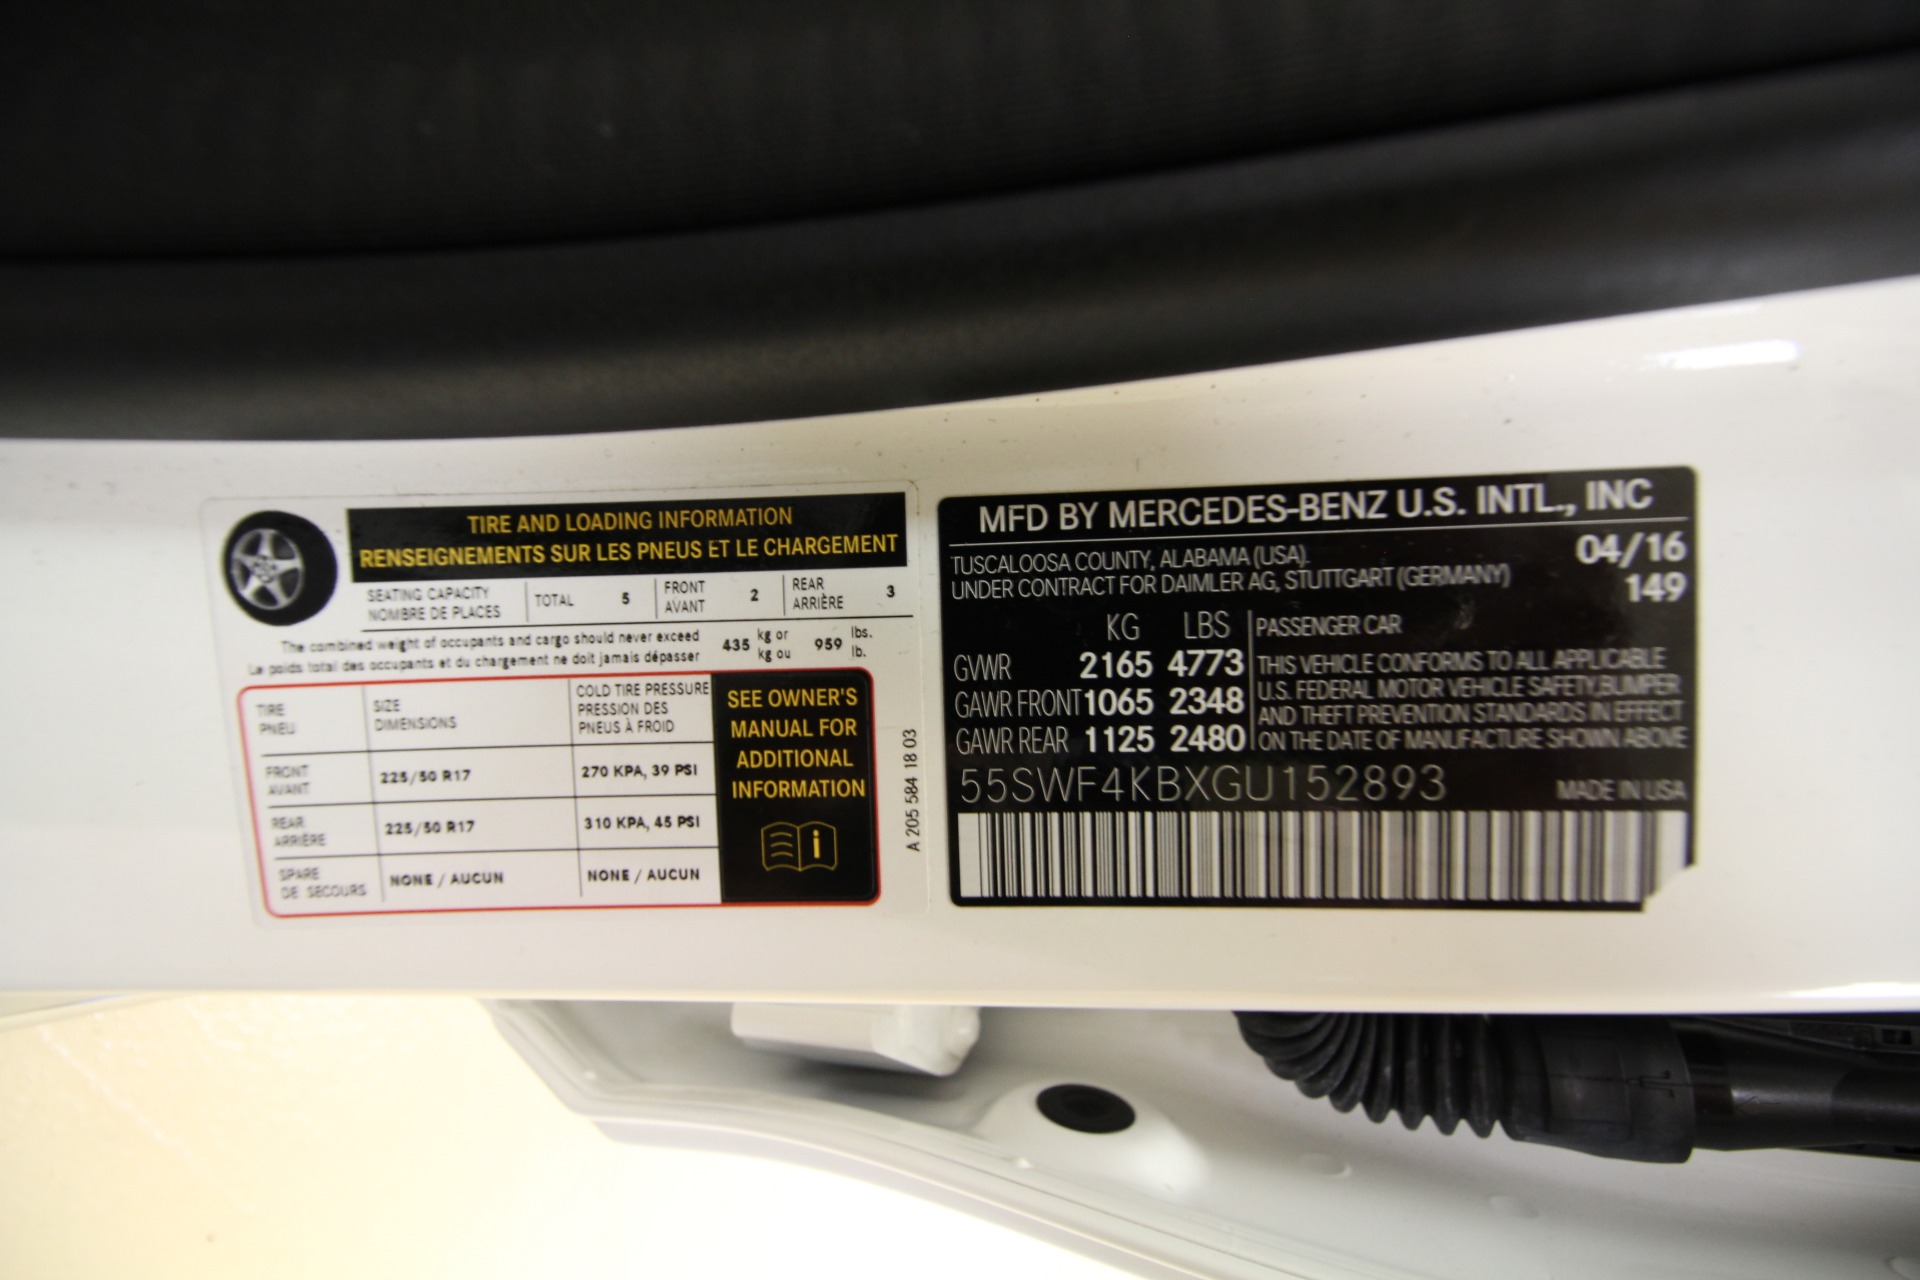 TIRE AND LOADING INFORMATION
RENSEIGNEMENTS SUR LES PNEUS ET LE CHARGEMENT
SEATING CAPACITY
NOMBRE DE PLACES
TOTAL 5
FRONT
AVANT
2
REAR
ARRIÈRE
3
The combined weight of occupants and cargo should never exceed
Le poids total des occupants et du chargement ne doit jamais dépasser
435 kg or
kg ou
959 lbs.
lb.
TIRE
PNEU
SIZE
DIMENSIONS
COLD TIRE PRESSURE
PRESSION DES
PNEUS À FROID
FRONT
AVANT
225/50 R17
270 KPA, 39 PSI
REAR
ARRIÈRE
225/50 R17
310 KPA, 45 PSI
SPARE
DE SECOURS
NONE / AUCUN
NONE / AUCUN
SEE OWNER'S
MANUAL FOR
ADDITIONAL
INFORMATION
A 205 584 18 03
MFD BY MERCEDES-BENZ U.S. INTL., INC
TUSCALOOSA COUNTY, ALABAMA (USA).
UNDER CONTRACT FOR DAIMLER AG, STUTTGART (GERMANY)
04/16
149
KG LBS
GVWR 2165 4773
GAWR FRONT 1065 2348
GAWR REAR 1125 2480
PASSENGER CAR
THIS VEHICLE CONFORMS TO ALL APPLICABLE
U.S. FEDERAL MOTOR VEHICLE SAFETY, BUMPER
AND THEFT PREVENTION STANDARDS IN EFFECT
ON THE DATE OF MANUFACTURE SHOWN ABOVE
55SWF4KBXGU152893
MADE IN USA